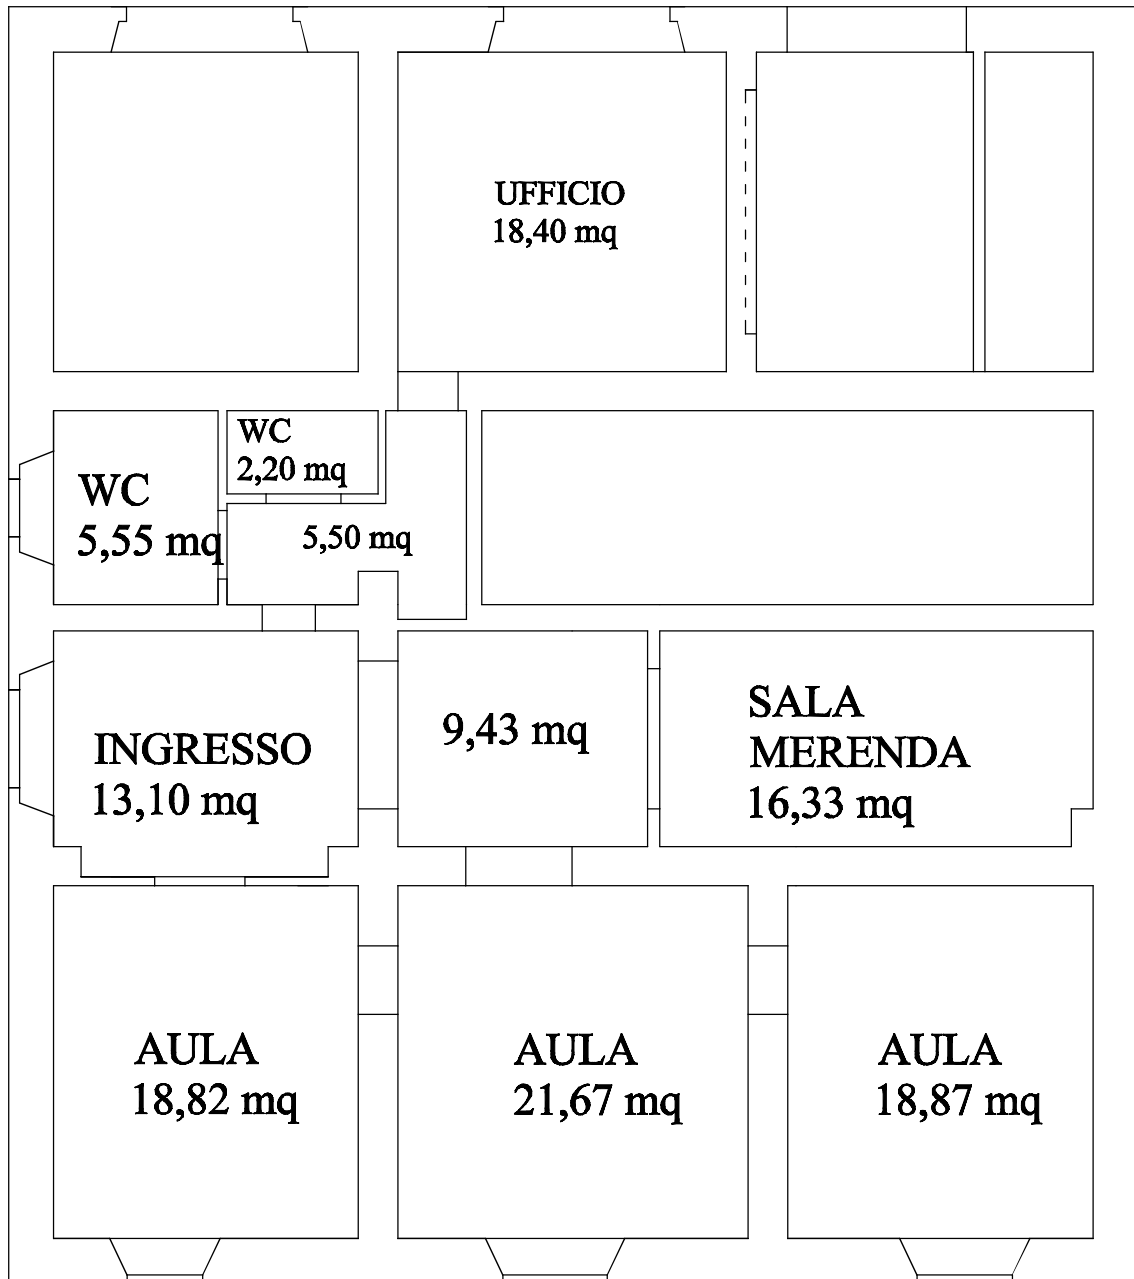 UFFICIO
18,40 mq
WC
2,20 mq
WC
5,55 mq
5,50 mq
INGRESSO
13,10 mq
9,43 mq
SALA
MERENDA
16,33 mq
AULA
18,82 mq
AULA
21,67 mq
AULA
18,87 mq